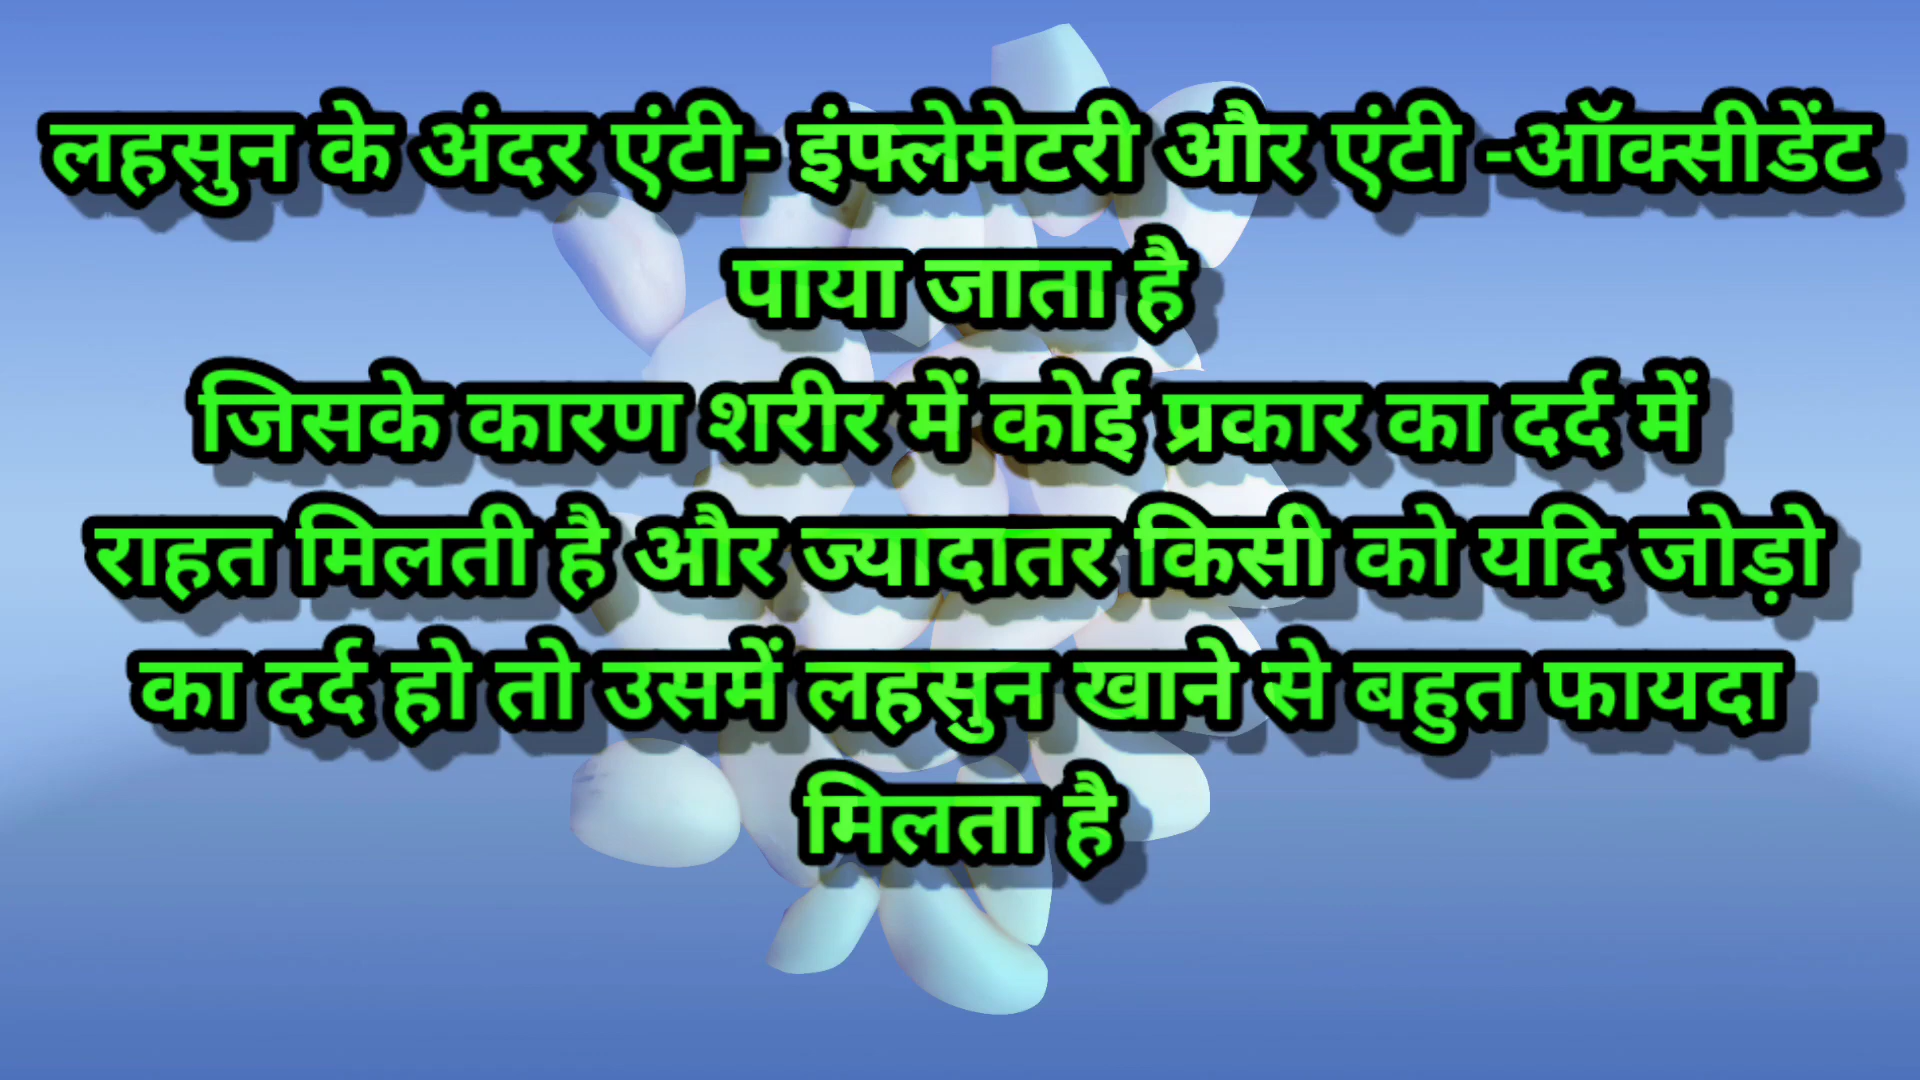 लहसुन के अंदर एंटी- इंफ्लेमेटरी और एंटी -ऑक्सीडेंट
पाया जाता है
जिसके कारण शरीर में कोई प्रकार का दर्द में
राहत मिलती है और ज्यादातर किसी को यदि जोड़ो
का दर्द हो तो उसमें लहसुन खाने से बहुत फायदा
मिलता है